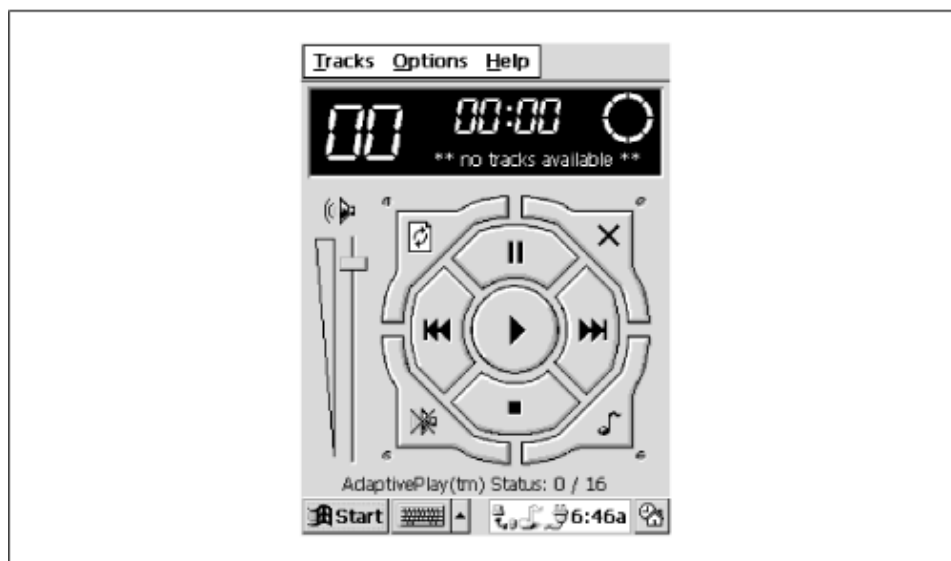 Tracks Options Help
00 00:00
** no tracks available **
AdaptivePlay(tm) Status: 0 / 16
Start 6:46a